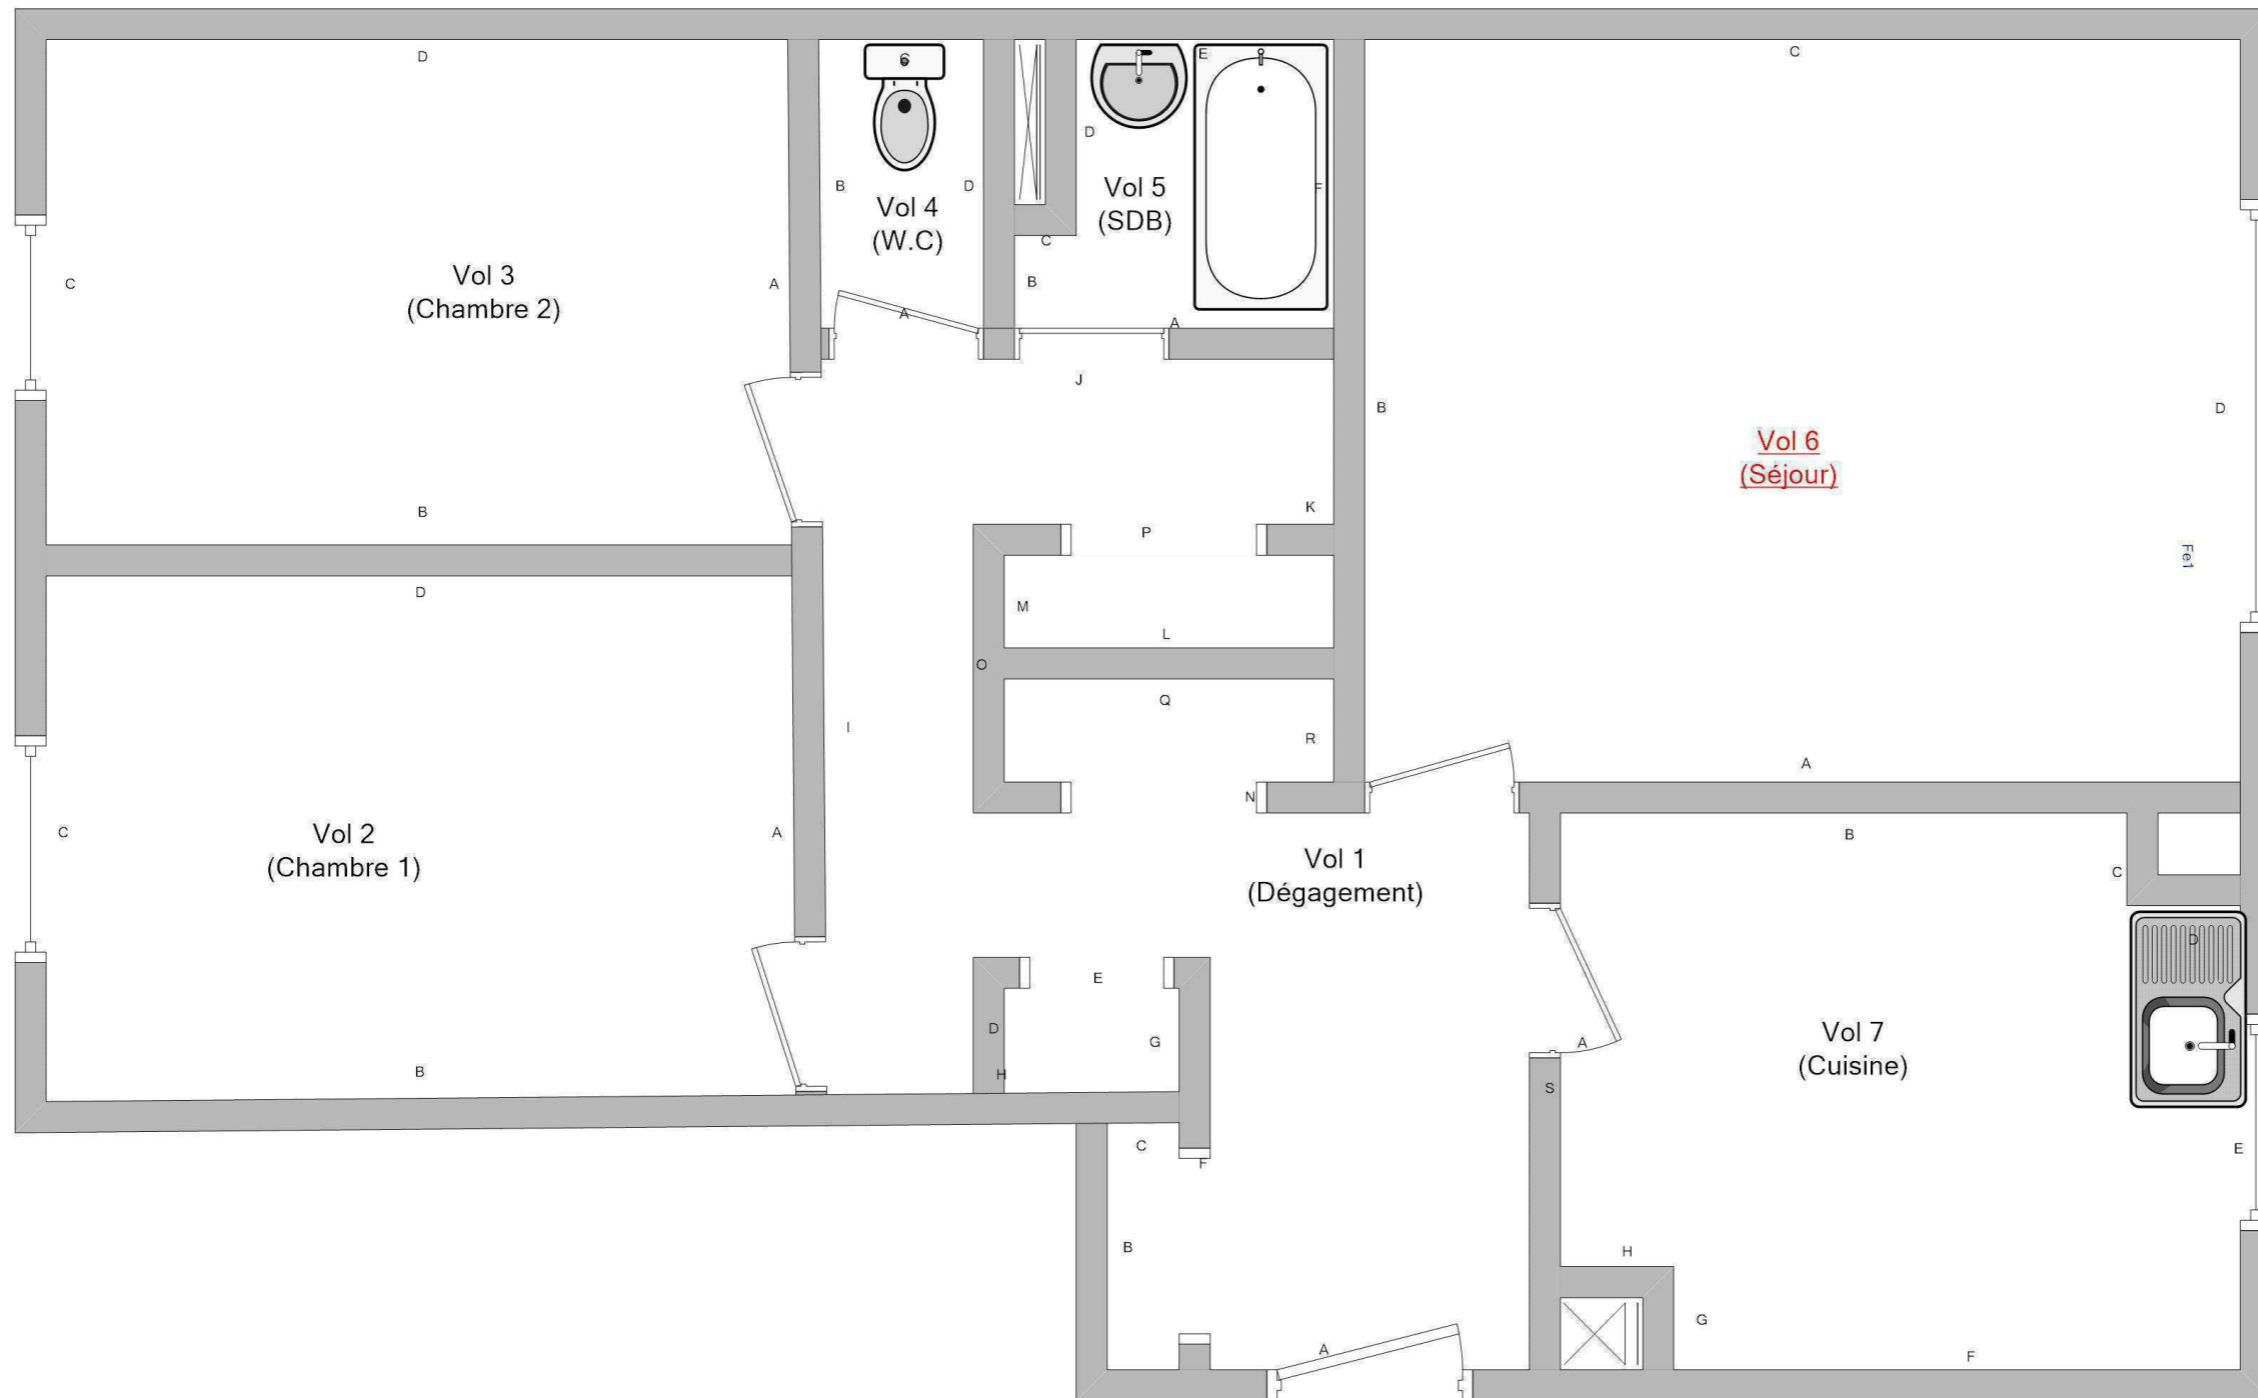 D
C
E
C
D
B
D
F
Vol 4
(W.C)
Vol 5
(SDB)
C
B
Vol 3
(Chambre 2)
C
A
A
A
J
B
D
Vol 6
(Séjour)
K
P
B
Fe1
D
M
L
O
Q
I
R
A
N
C
Vol 2
(Chambre 1)
A
Vol 1
(Dégagement)
B
C
D
E
D
G
H
A
Vol 7
(Cuisine)
B
S
C
F
E
B
H
G
A
F